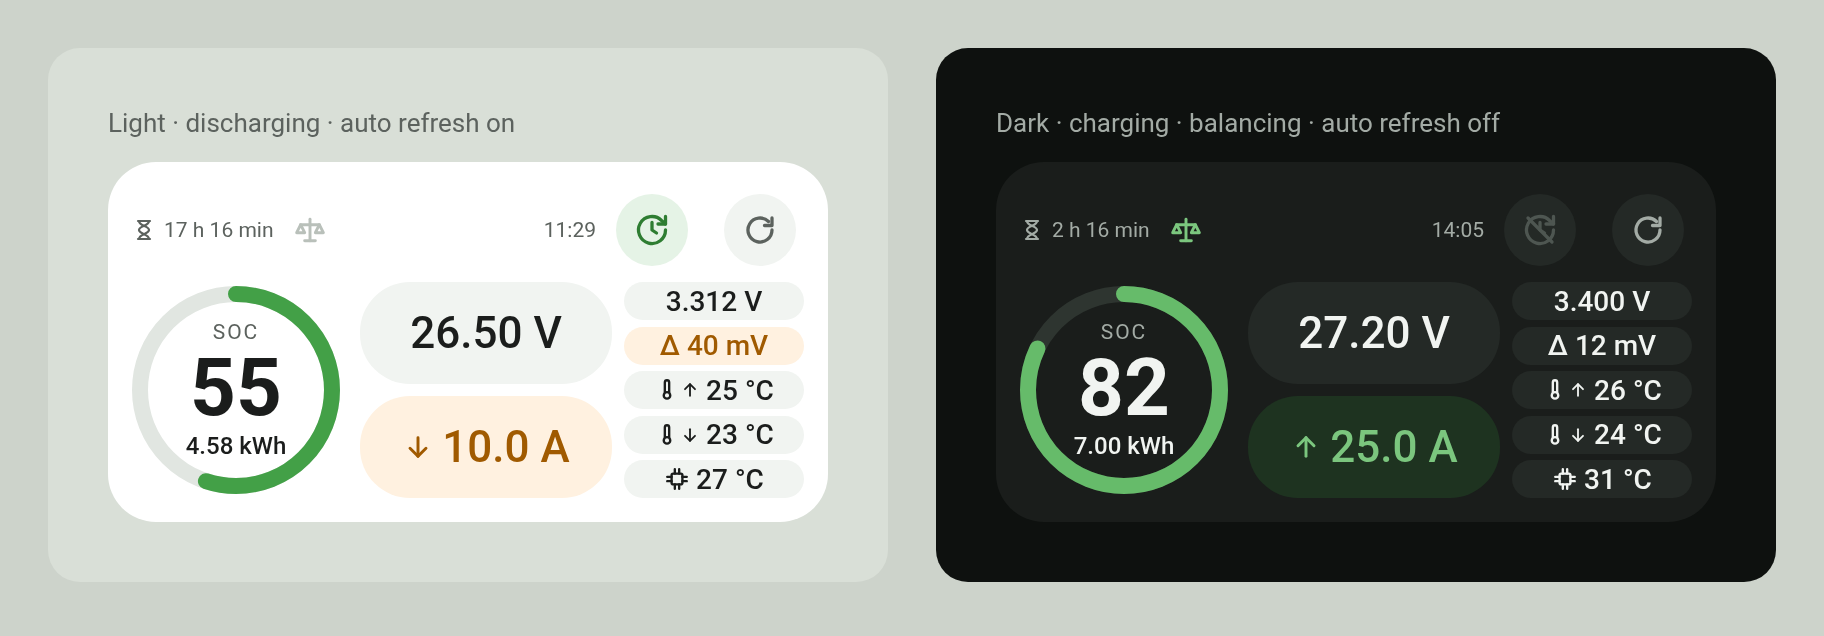 Light · discharging · auto refresh on
17 h 16 min
11:29
SOC
55
4.58 kWh
26.50 V
↓ 10.0 A
3.312 V
Δ 40 mV
↑ 25 °C
↓ 23 °C
27 °C
Dark · charging · balancing · auto refresh off
2 h 16 min
14:05
SOC
82
7.00 kWh
27.20 V
↑ 25.0 A
3.400 V
Δ 12 mV
↑ 26 °C
↓ 24 °C
31 °C